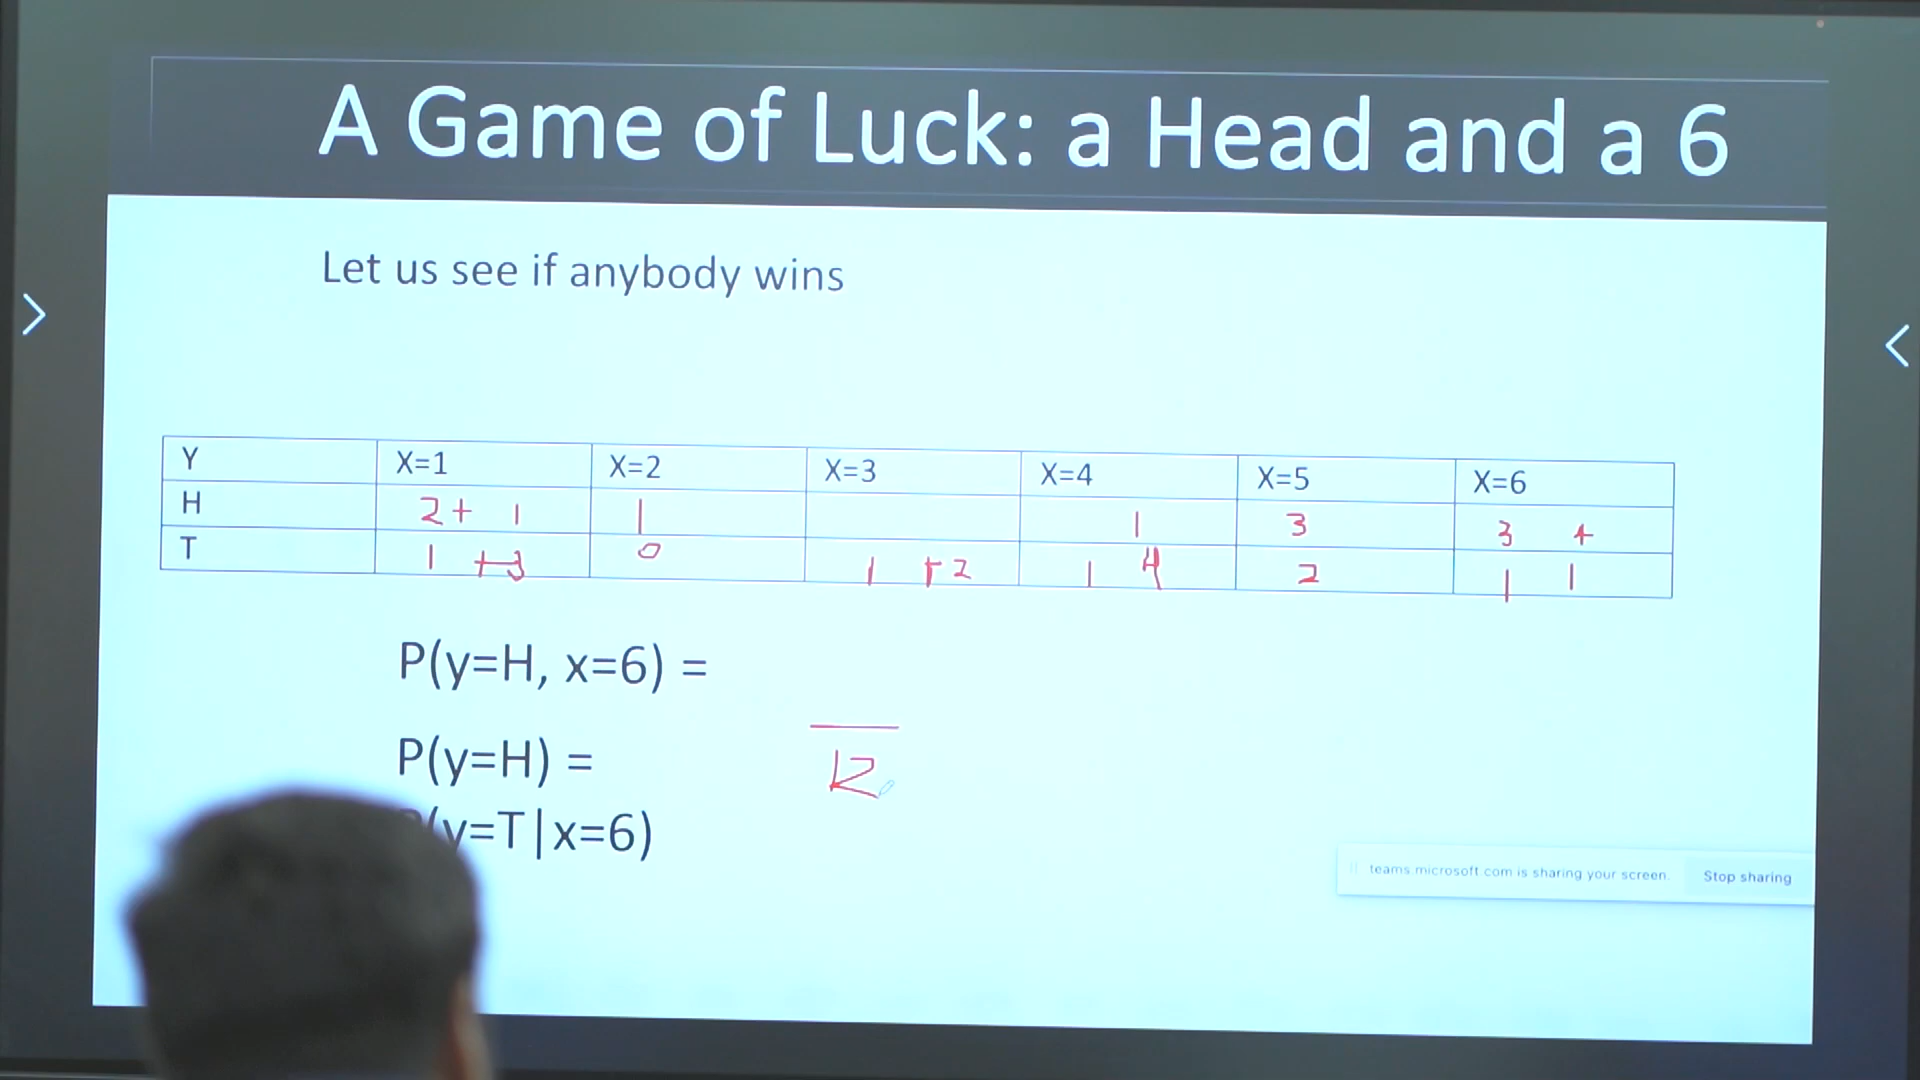 A Game of Luck: a Head and a 6
Let us see if anybody wins
Y X=1 X=2 X=3 X=4 X=5 X=6
H 2+ 1 1 1 3 3 +
T 1 +3 0 1 +2 1 4 2 1 1
P(y=H, x=6) =
P(y=H) =
12
(y=T|x=6)
teams.microsoft.com is sharing your screen. Stop sharing